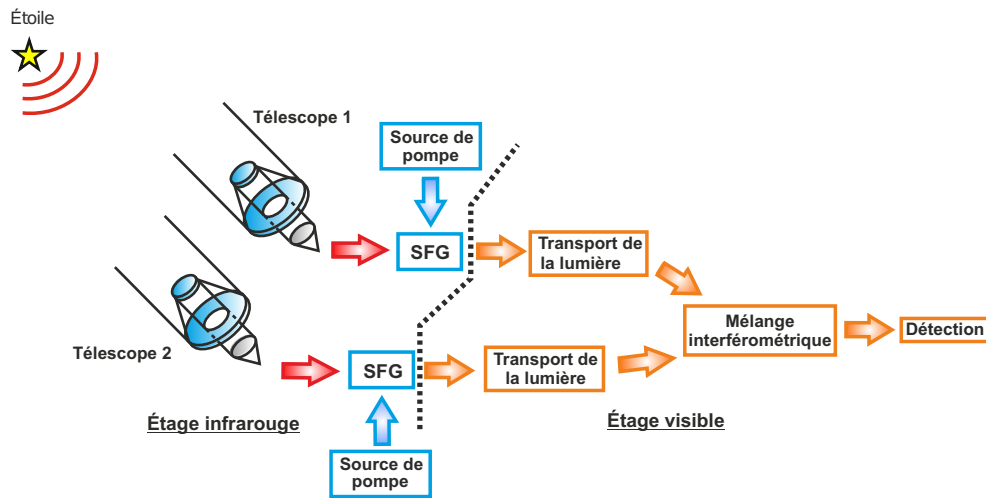 Étoile
Télescope 1
Source de
pompe
SFG
Transport de
la lumière
Mélange
interférométrique
Détection
Télescope 2
SFG
Transport de
la lumière
Étage infrarouge
Étage visible
Source de
pompe